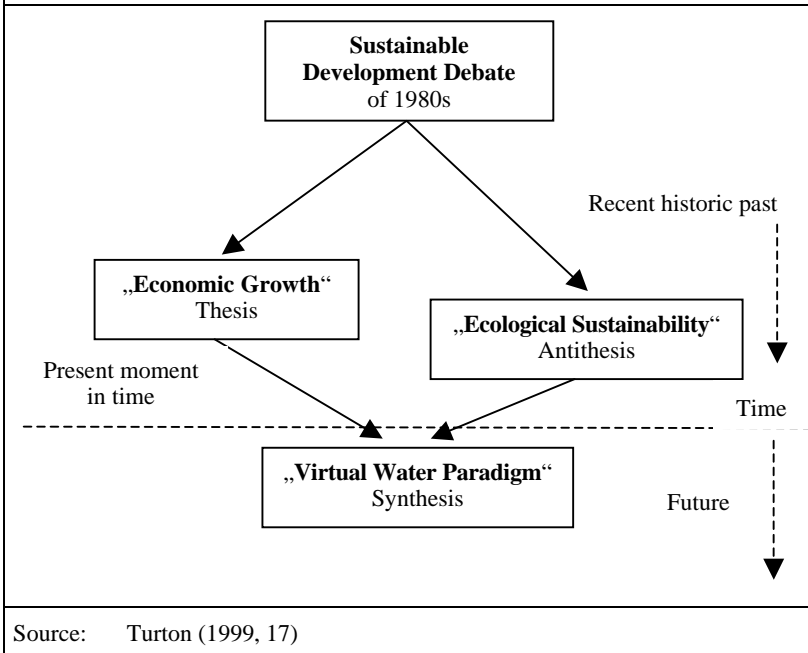 Sustainable
Development Debate
of 1980s
Recent historic past
„Economic Growth“
Thesis
„Ecological Sustainability“
Antithesis
Present moment
in time
Time
„Virtual Water Paradigm“
Synthesis
Future
Source: Turton (1999, 17)